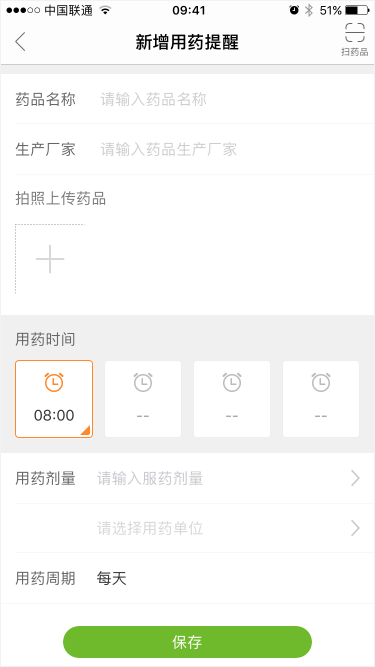 中国联通 09:41 51%
新增用药提醒
扫药品
药品名称 请输入药品名称
生产厂家 请输入药品生产厂家
拍照上传药品
用药时间
08:00 -- -- --
用药剂量 请输入服药剂量
请选择用药单位
用药周期 每天
保存